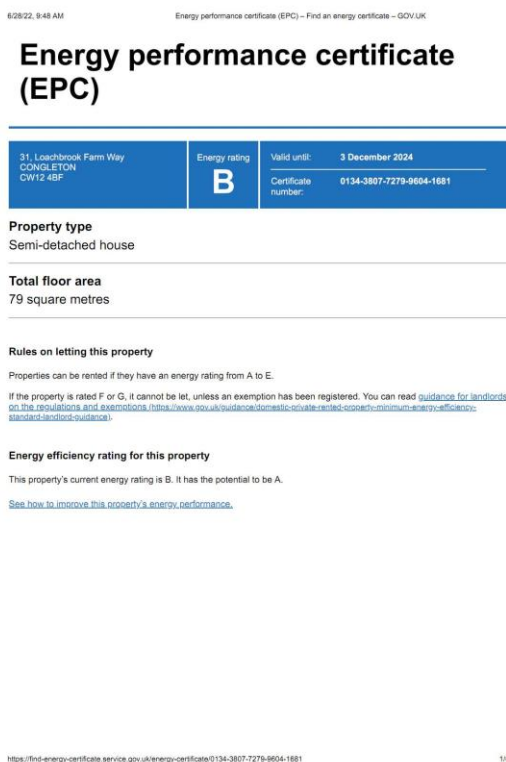 6/28/22, 9:48 AM Energy performance certificate (EPC) – Find an energy certificate – GOV.UK
Energy performance certificate
(EPC)
31, Loachbrook Farm Way
CONGLETON
CW12 4BF
Energy rating
B
Valid until: 3 December 2024
Certificate
number: 0134-3807-7279-9604-1681
Property type
Semi-detached house
Total floor area
79 square metres
Rules on letting this property
Properties can be rented if they have an energy rating from A to E.
If the property is rated F or G, it cannot be let, unless an exemption has been registered. You can read guidance for landlords
on the regulations and exemptions (https://www.gov.uk/guidance/domestic-private-rented-property-minimum-energy-efficiency-
standard-landlord-guidance).
Energy efficiency rating for this property
This property's current energy rating is B. It has the potential to be A.
See how to improve this property's energy performance.
https://find-energy-certificate.service.gov.uk/energy-certificate/0134-3807-7279-9604-1681 1/